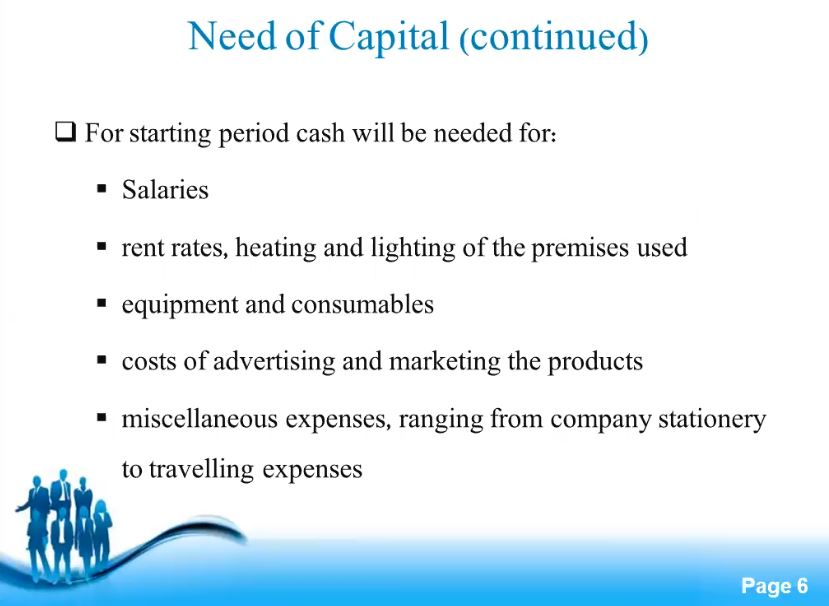 Need of Capital (continued)
❑ For starting period cash will be needed for:
▪ Salaries
▪ rent rates, heating and lighting of the premises used
▪ equipment and consumables
▪ costs of advertising and marketing the products
▪ miscellaneous expenses, ranging from company stationery
to travelling expenses
Page 6